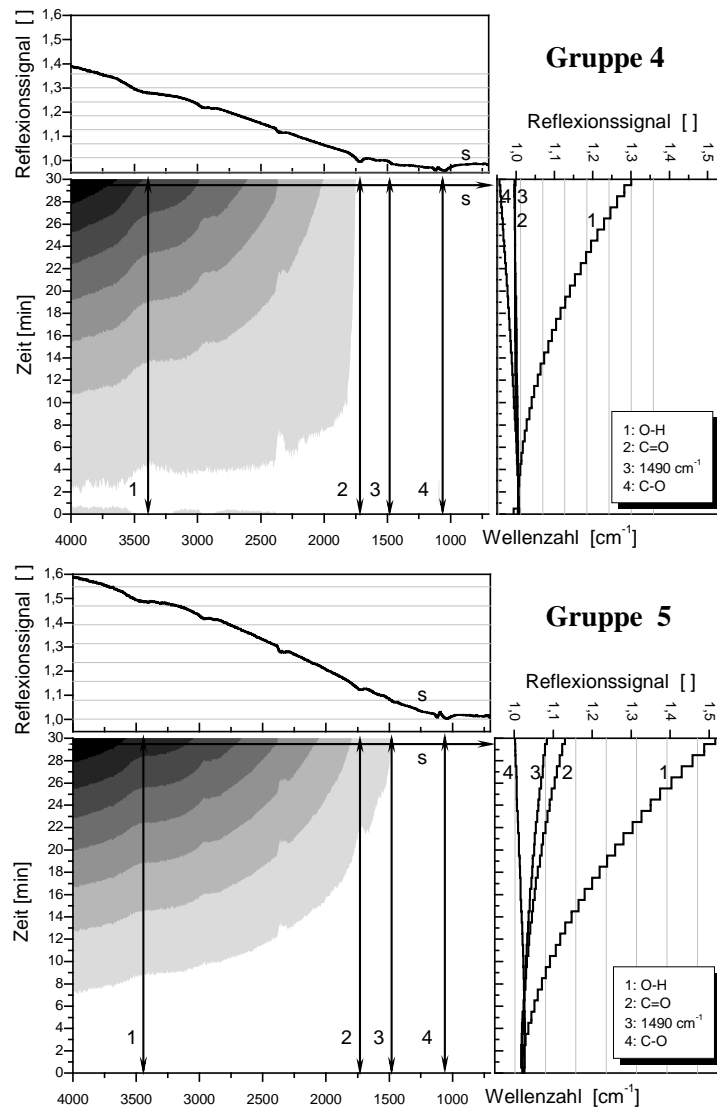 Gruppe 4
Reflexionssignal [ ]
1,6
1,5
1,4
1,3
1,2
1,1
1,0
s
Reflexionssignal [ ]
1,0 1,1 1,2 1,3 1,4 1,5
Zeit [min]
30
28
26
24
22
20
18
16
14
12
10
8
6
4
2
0
s
1 2 3 4
4 3
2 1
1: O-H
2: C=O
3: 1490 cm⁻¹
4: C-O
4000 3500 3000 2500 2000 1500 1000 Wellenzahl [cm⁻¹]
Gruppe 5
Reflexionssignal [ ]
1,6
1,5
1,4
1,3
1,2
1,1
1,0
s
Reflexionssignal [ ]
1,0 1,1 1,2 1,3 1,4 1,5
Zeit [min]
30
28
26
24
22
20
18
16
14
12
10
8
6
4
2
0
s
1 2 3 4
4 3 2 1
1: O-H
2: C=O
3: 1490 cm⁻¹
4: C-O
4000 3500 3000 2500 2000 1500 1000 Wellenzahl [cm⁻¹]